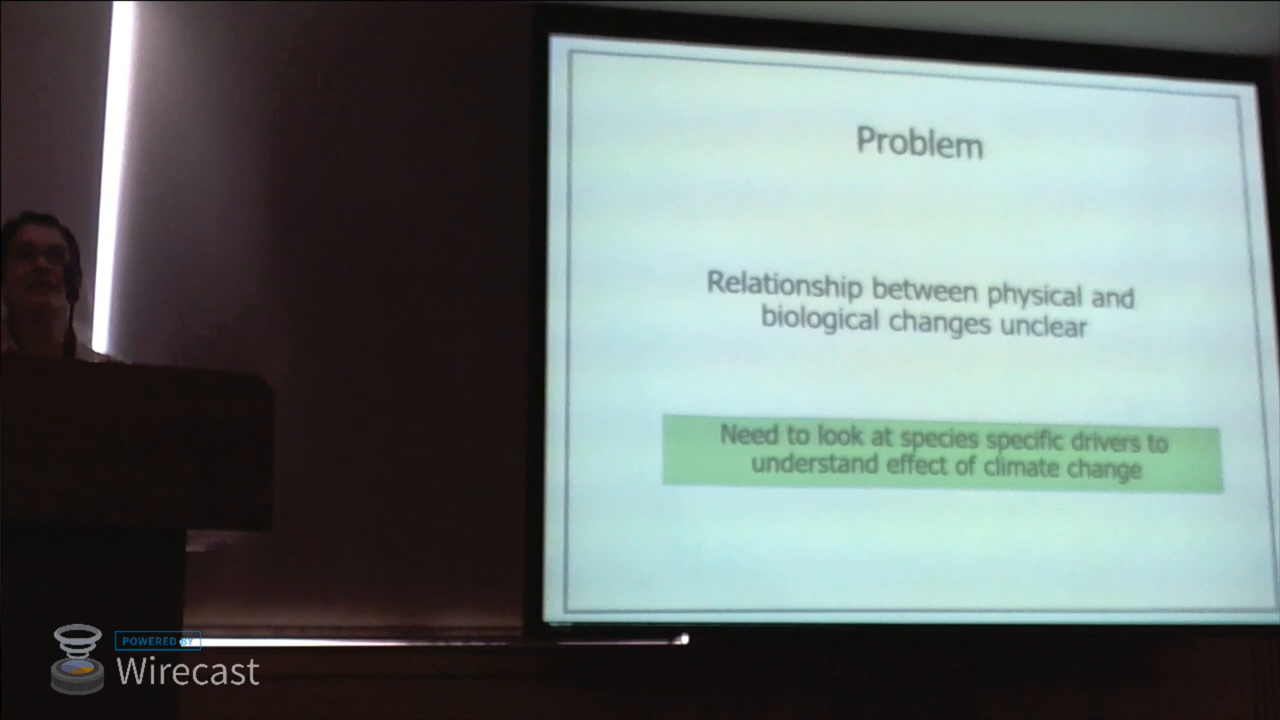 Problem
Relationship between physical and
biological changes unclear
Need to look at species specific drivers to
understand effect of climate change
POWERED BY
Wirecast